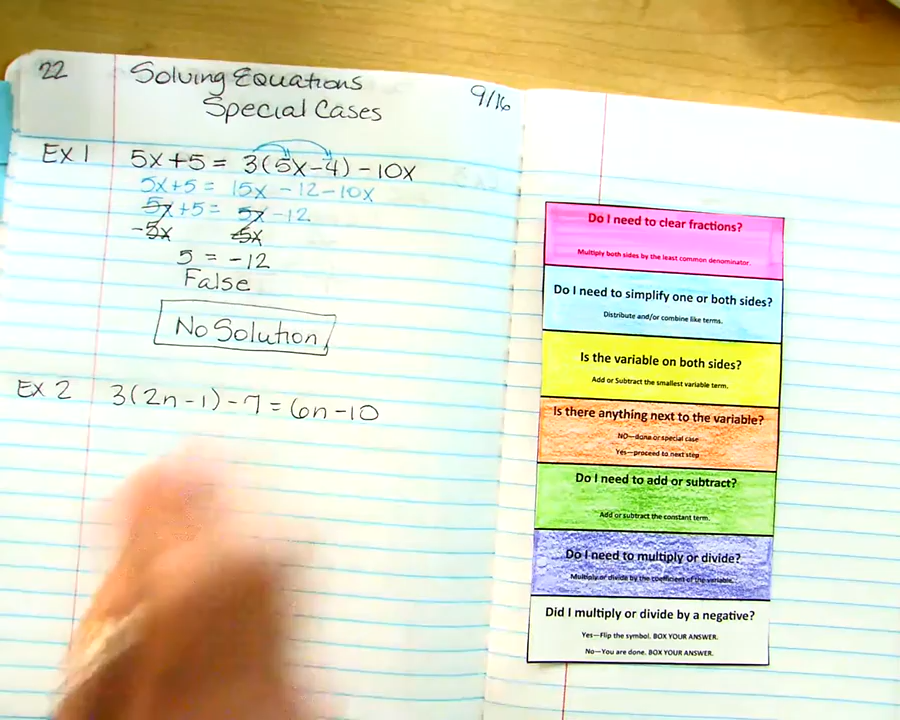 22
Solving Equations
Special Cases
9/16
Ex 1 5x+5 = 3(5x-4) - 10x
5x+5 = 15x - 12 - 10x
5x+5 = 5x - 12
-5x -5x
5 = -12
False
No Solution
Ex 2 3(2n - 1) - 7 = 6n - 10
Do I need to clear fractions?
Multiply both sides by the least common denominator.
Do I need to simplify one or both sides?
Distribute and/or combine like terms.
Is the variable on both sides?
Add or Subtract the smallest variable term.
Is there anything next to the variable?
NO—done or special case
Yes—proceed to next step
Do I need to add or subtract?
Add or subtract the constant term.
Do I need to multiply or divide?
Multiply or divide by the coefficient of the variable.
Did I multiply or divide by a negative?
Yes—Flip the symbol. BOX YOUR ANSWER.
No—You are done. BOX YOUR ANSWER.